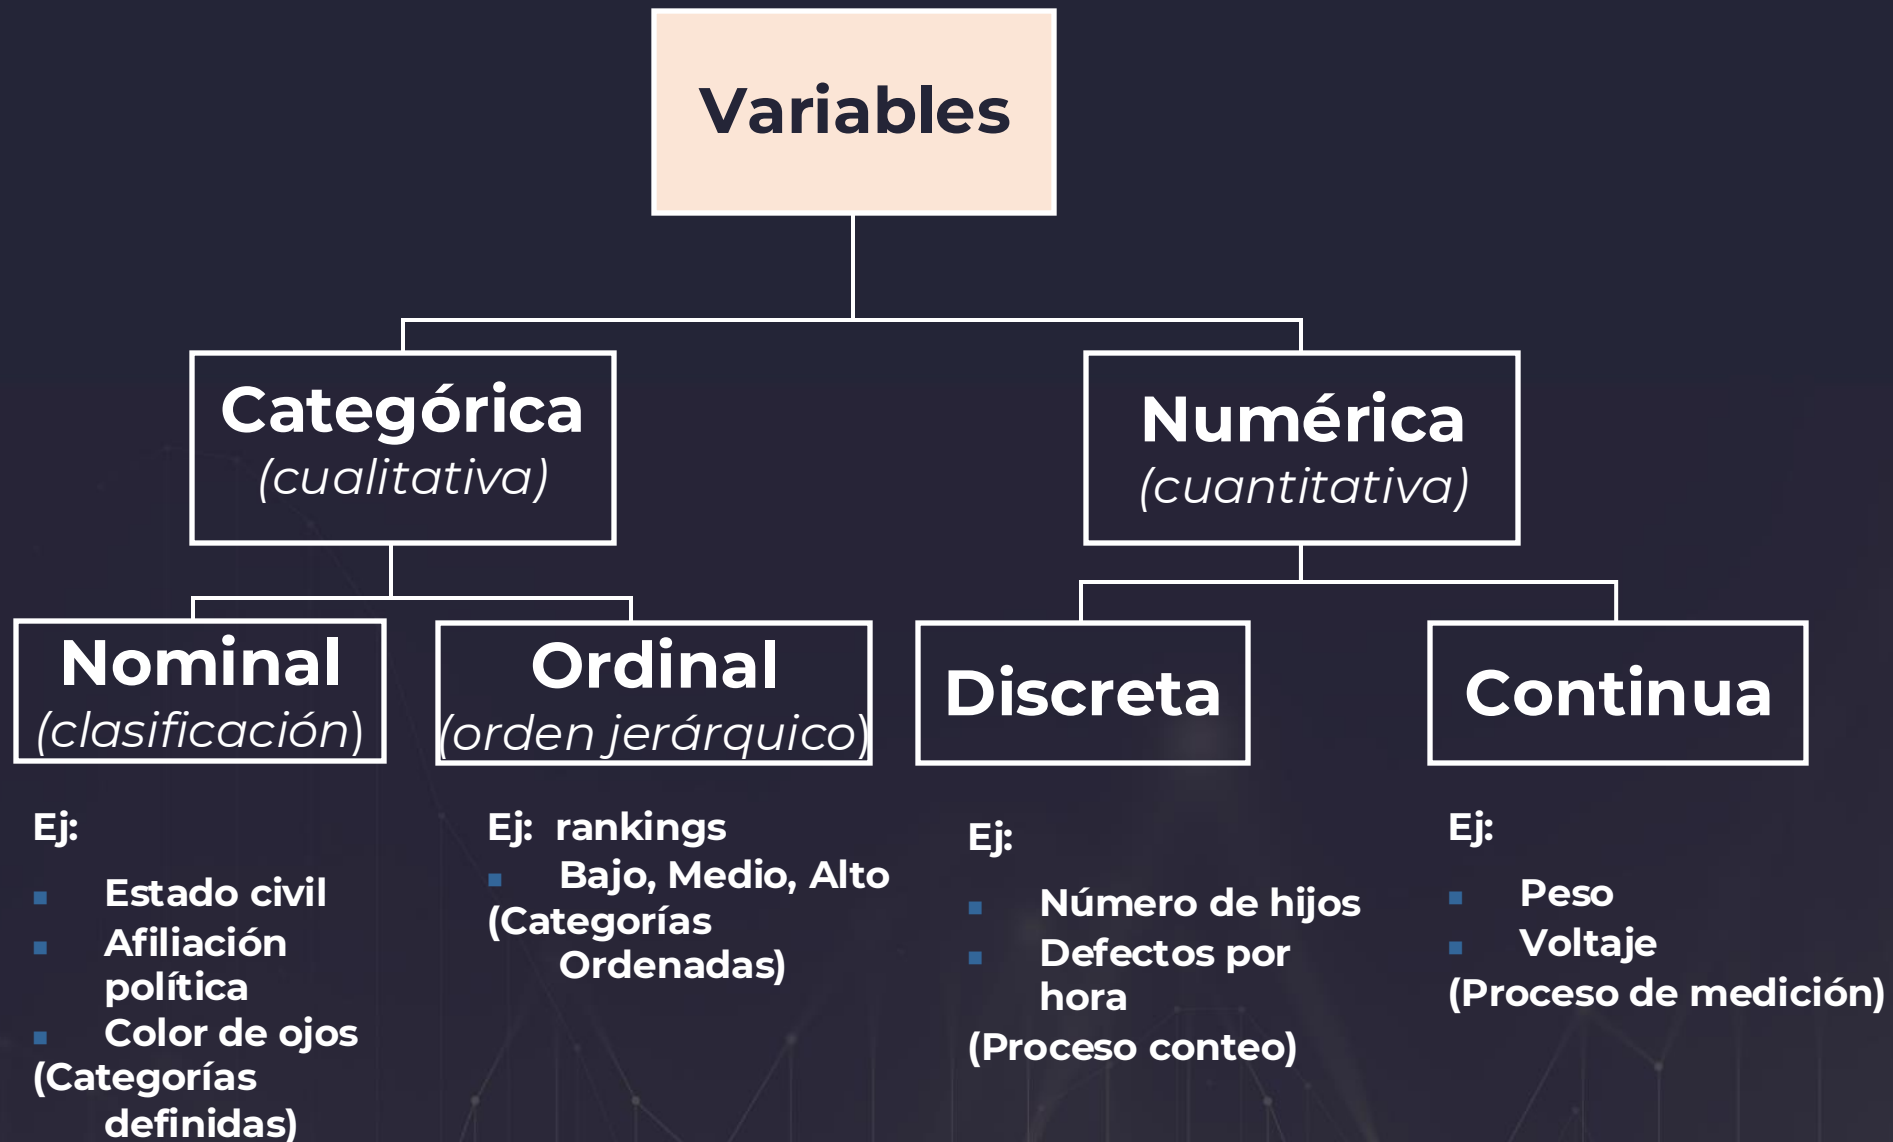 Variables
Categórica
(cualitativa)
Numérica
(cuantitativa)
Nominal
(clasificación)
Ordinal
(orden jerárquico)
Discreta
Continua
Ej:
Estado civil
Afiliación
política
Color de ojos
(Categorías
definidas)
Ej: rankings
Bajo, Medio, Alto
(Categorías
Ordenadas)
Ej:
Número de hijos
Defectos por
hora
(Proceso conteo)
Ej:
Peso
Voltaje
(Proceso de medición)